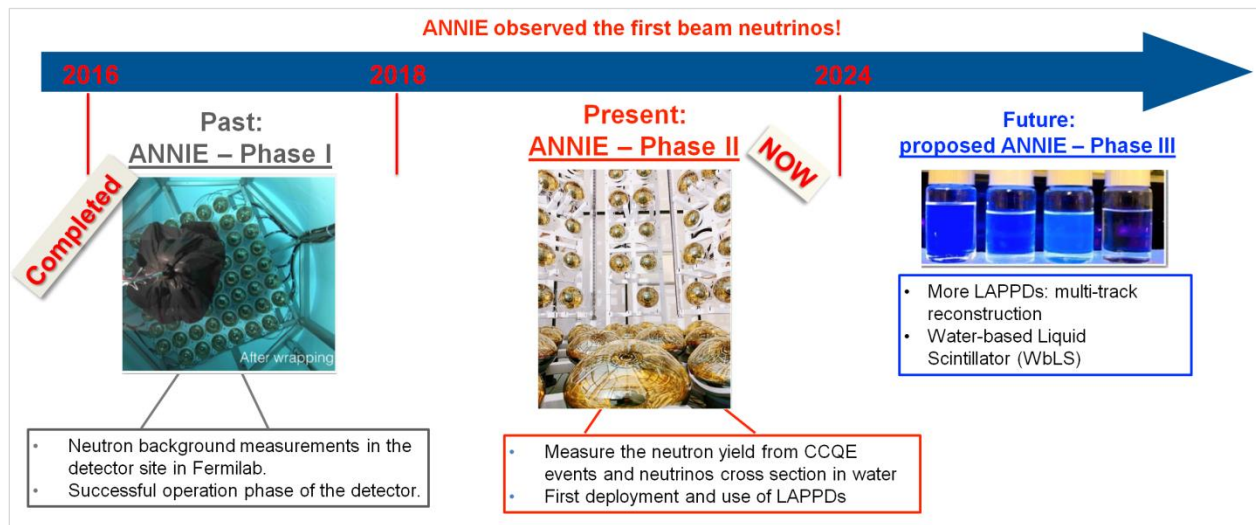 ANNIE observed the first beam neutrinos!
2016
2018
2024
Past:
ANNIE – Phase I
Completed
After wrapping
• Neutron background measurements in the
detector site in Fermilab.
• Successful operation phase of the detector.
Present:
ANNIE – Phase II
NOW
• Measure the neutron yield from CCQE
events and neutrinos cross section in water
• First deployment and use of LAPPDs
Future:
proposed ANNIE – Phase III
• More LAPPDs: multi-track
reconstruction
• Water-based Liquid
Scintillator (WbLS)